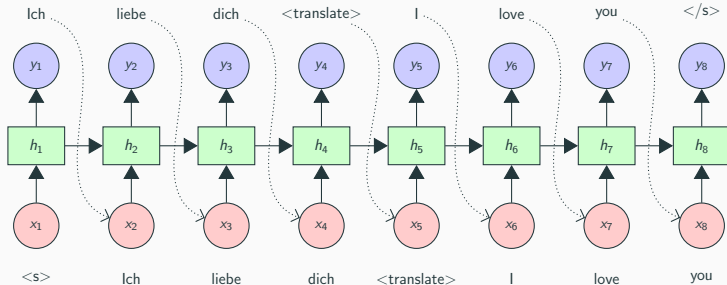 Ich liebe dich <translate> I love you </s>
y1 y2 y3 y4 y5 y6 y7 y8
h1 h2 h3 h4 h5 h6 h7 h8
x1 x2 x3 x4 x5 x6 x7 x8
<s> Ich liebe dich <translate> I love you